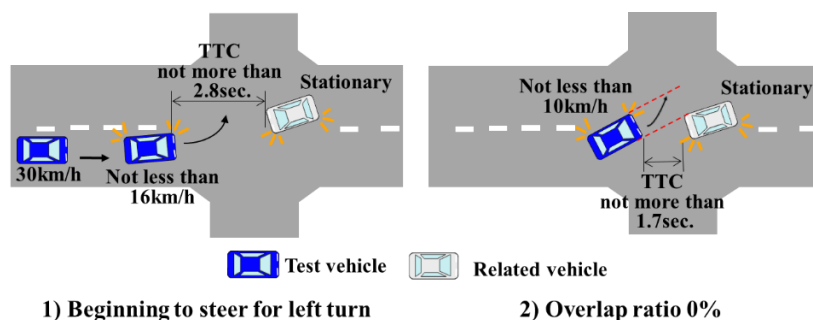 TTC
not more than
2.8sec.
Stationary
30km/h
Not less than
16km/h
Not less than
10km/h
Stationary
TTC
not more than
1.7sec.
Test vehicle
Related vehicle
1) Beginning to steer for left turn
2) Overlap ratio 0%